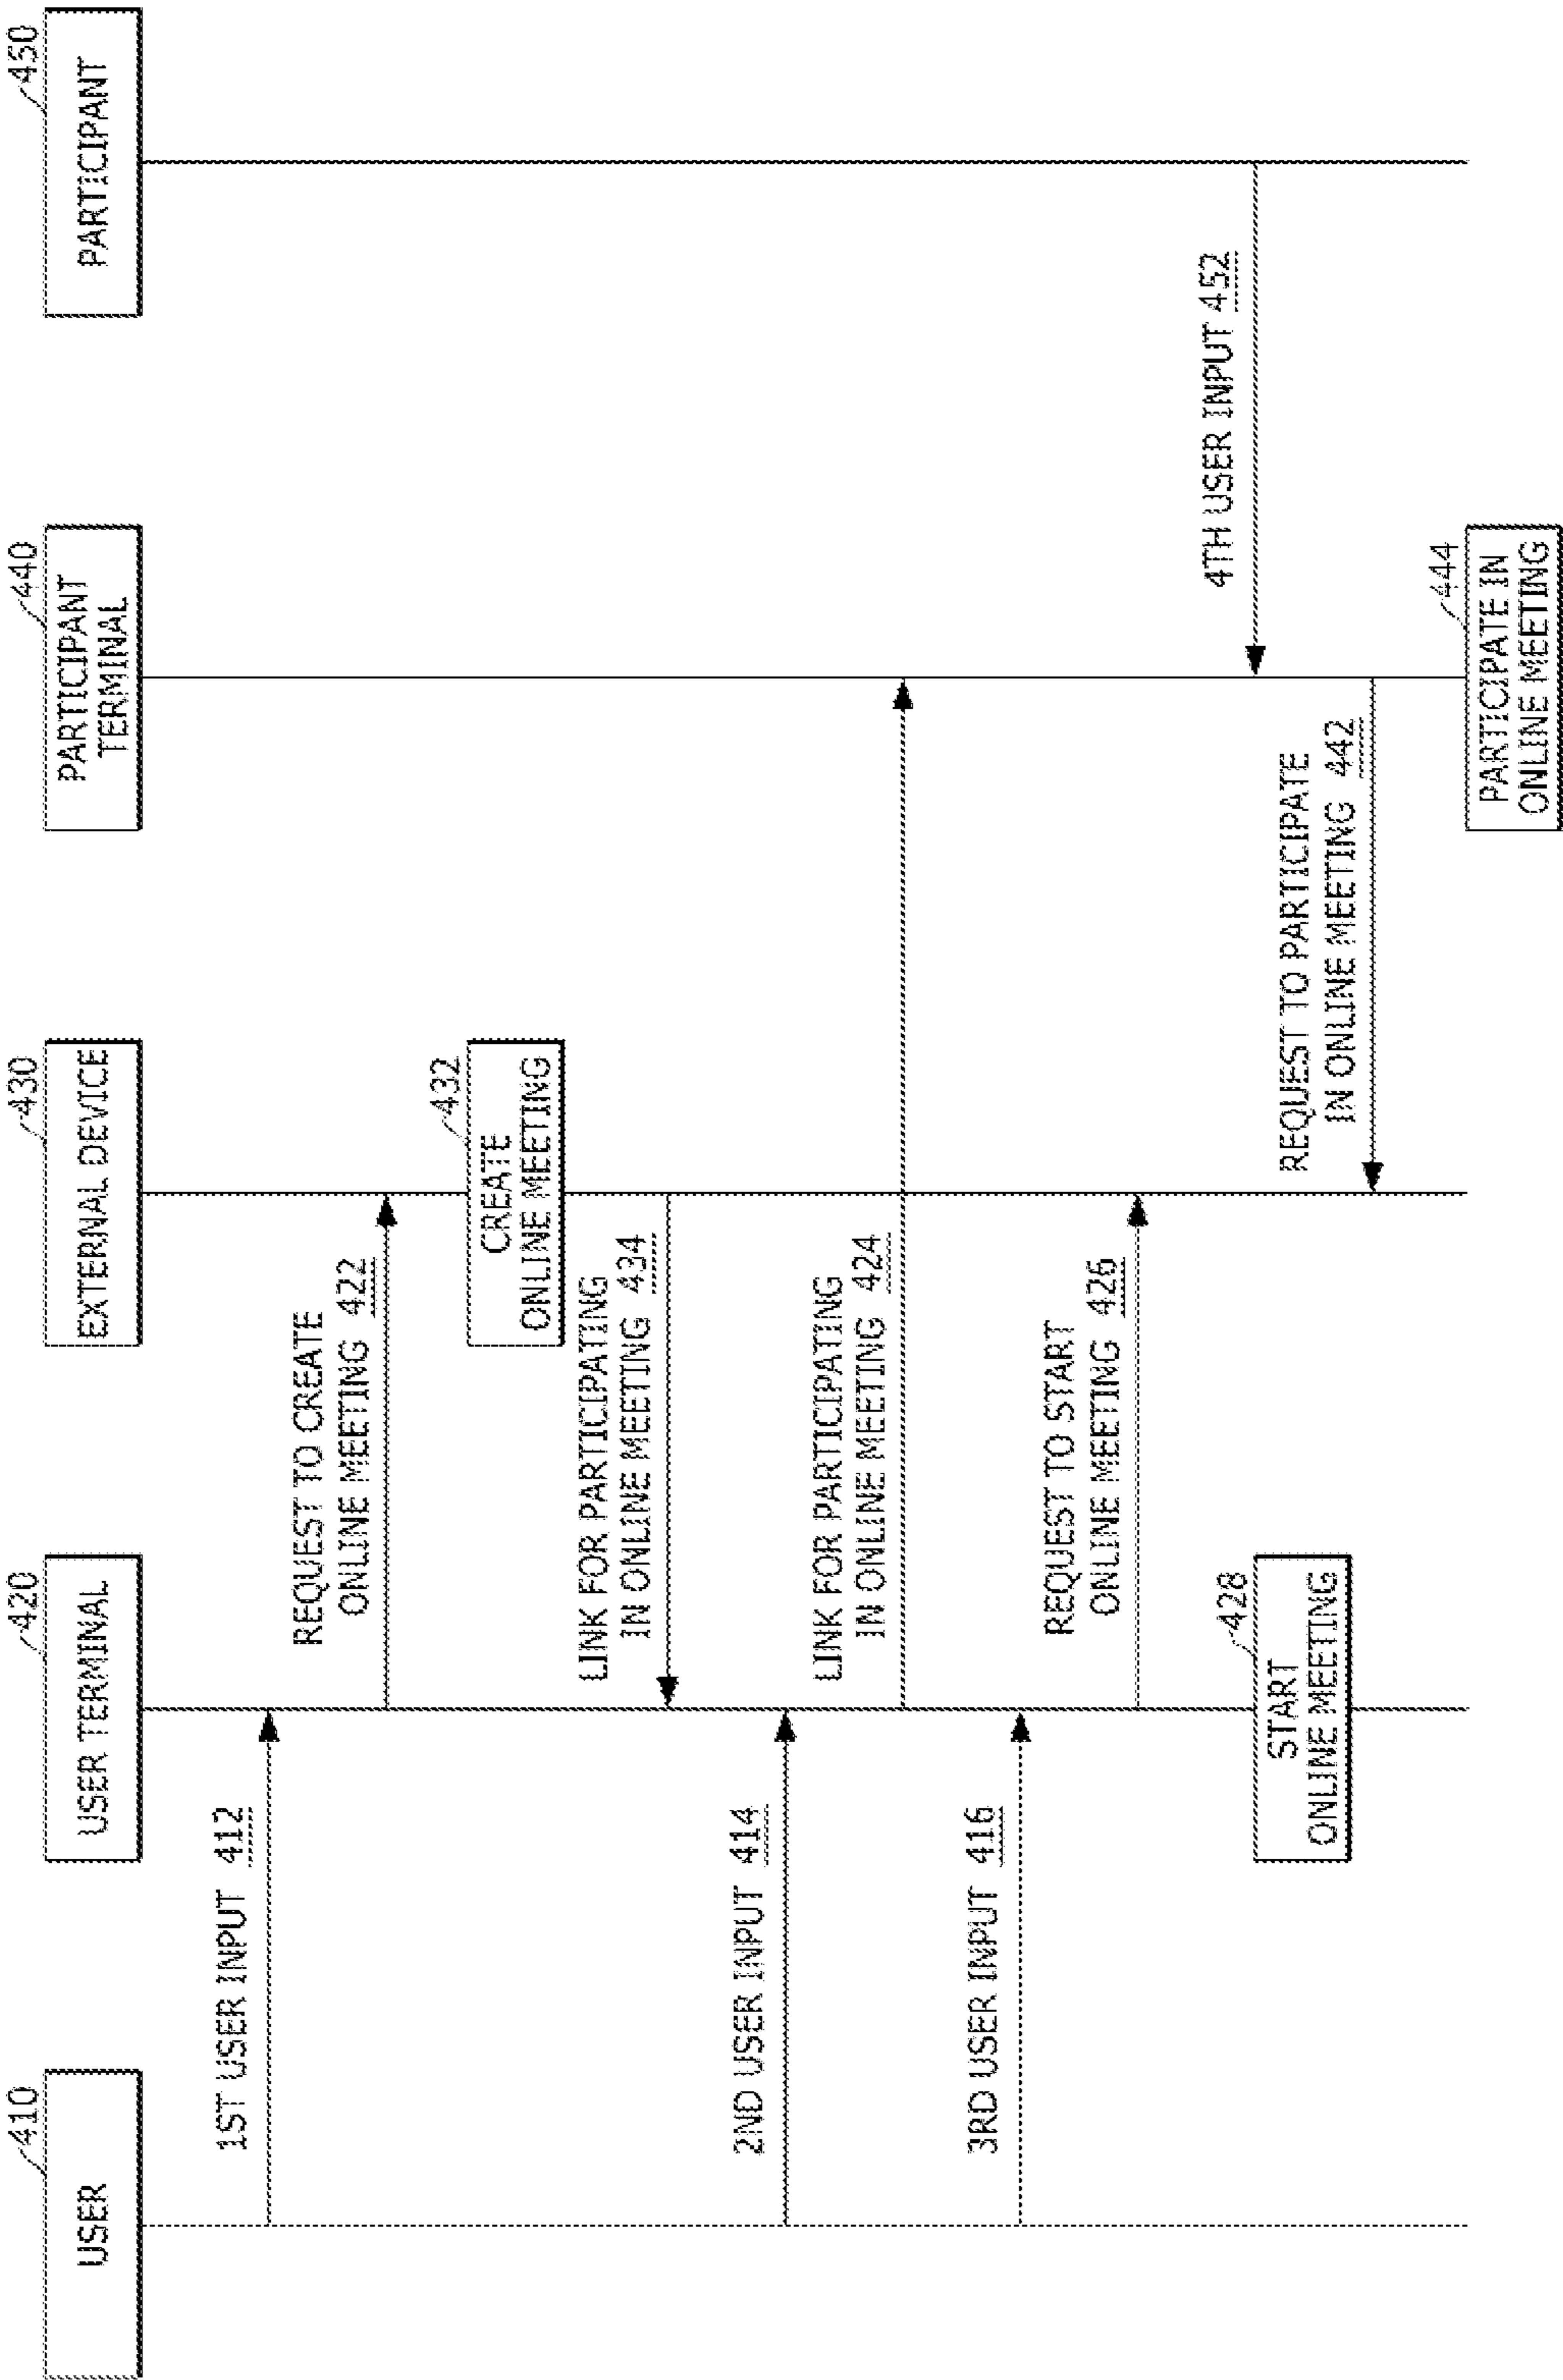 410
USER
420
USER TERMINAL
430
EXTERNAL DEVICE
440
PARTICIPANT
TERMINAL
450
PARTICIPANT
1ST USER INPUT 412
REQUEST TO CREATE
ONLINE MEETING 422
432
CREATE
ONLINE MEETING
LINK FOR PARTICIPATING
IN ONLINE MEETING 434
2ND USER INPUT 414
LINK FOR PARTICIPATING
IN ONLINE MEETING 424
3RD USER INPUT 416
REQUEST TO START
ONLINE MEETING 426
428
START
ONLINE MEETING
4TH USER INPUT 452
REQUEST TO PARTICIPATE
IN ONLINE MEETING 442
444
PARTICIPATE IN
ONLINE MEETING